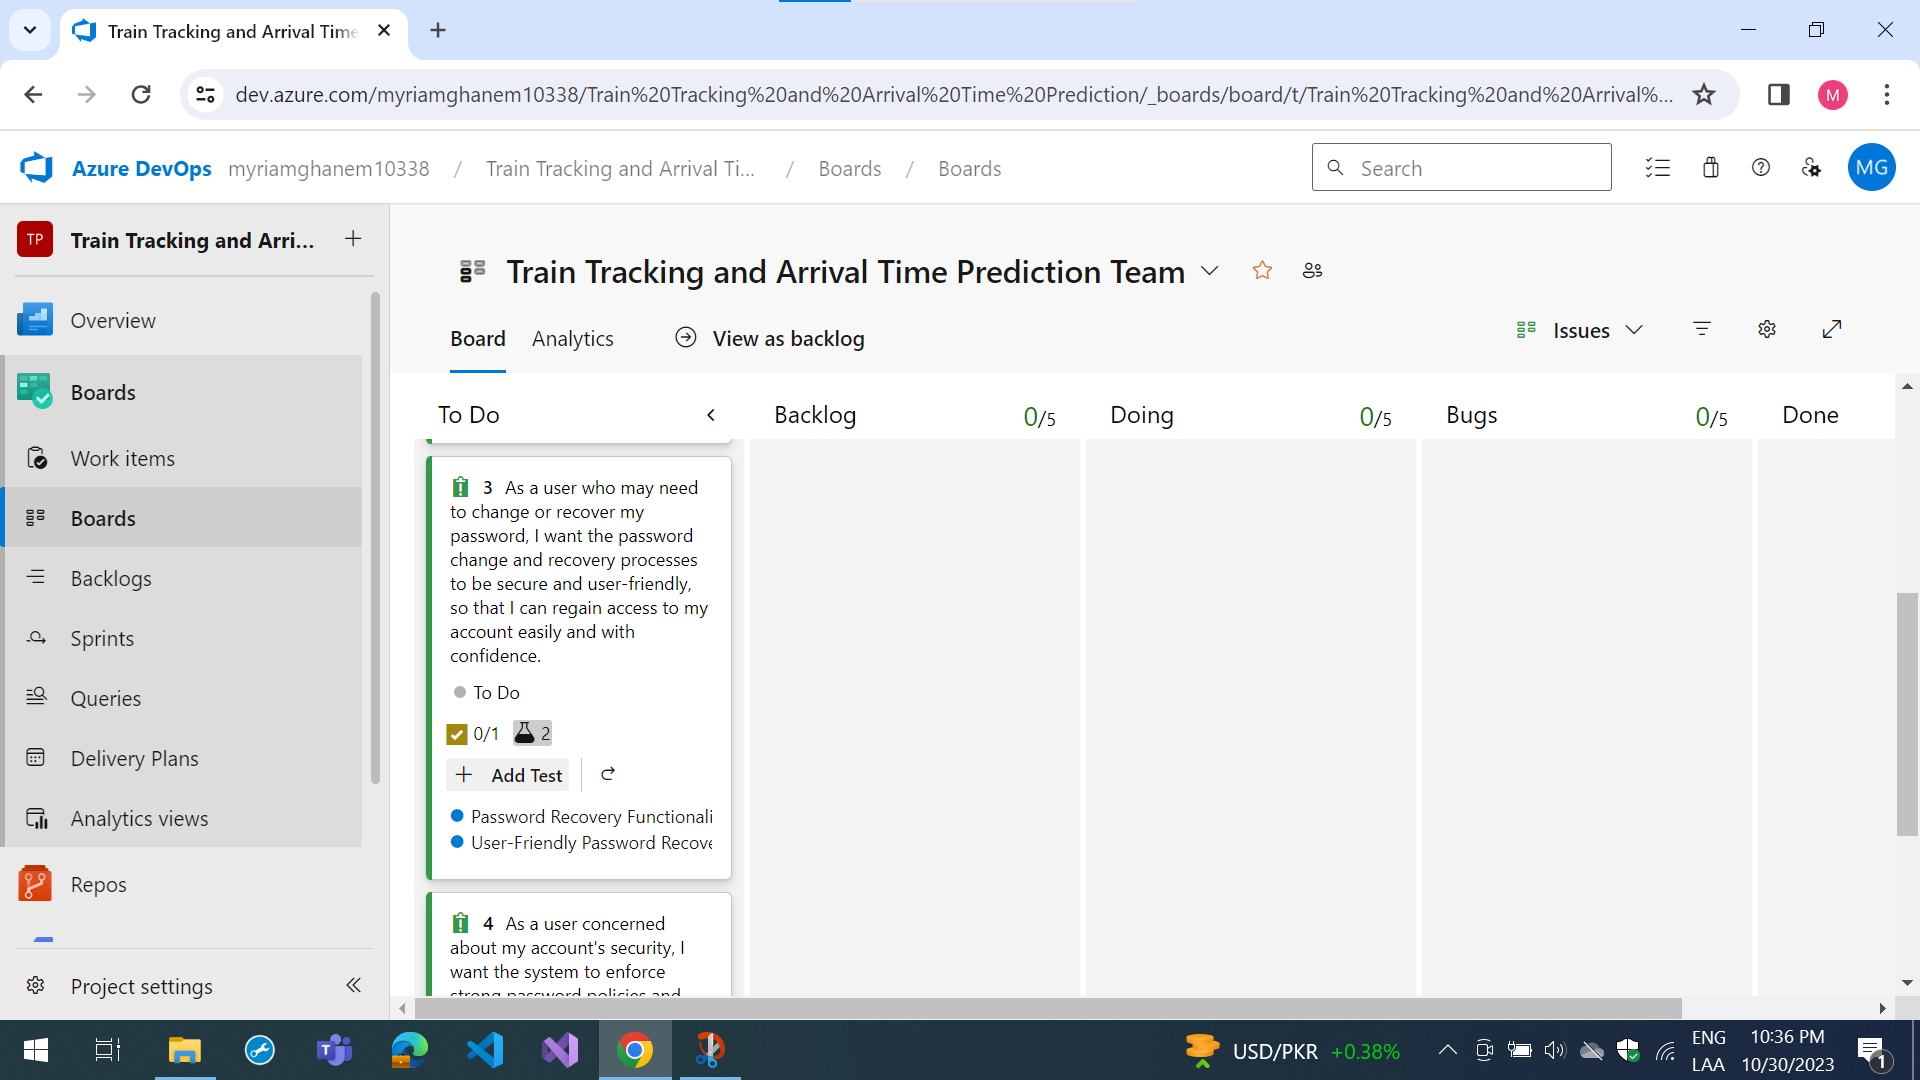 Train Tracking and Arrival Time
dev.azure.com/myriamghanem10338/Train%20Tracking%20and%20Arrival%20Time%20Prediction/_boards/board/t/Train%20Tracking%20and%20Arrival%...
M
Azure DevOps myriamghanem10338 / Train Tracking and Arrival Ti... / Boards / Boards
Search
MG
TP Train Tracking and Arri...
Overview
Boards
Work items
Boards
Backlogs
Sprints
Queries
Delivery Plans
Analytics views
Repos
Project settings
Train Tracking and Arrival Time Prediction Team
Board Analytics View as backlog
Issues
To Do
Backlog 0/5
Doing 0/5
Bugs 0/5
Done
3 As a user who may need
to change or recover my
password, I want the password
change and recovery processes
to be secure and user-friendly,
so that I can regain access to my
account easily and with
confidence.
To Do
0/1 2
Add Test
Password Recovery Functionali
User-Friendly Password Recove
4 As a user concerned
about my account's security, I
want the system to enforce
strong password policies and
USD/PKR +0.38%
ENG
LAA
10:36 PM
10/30/2023
1